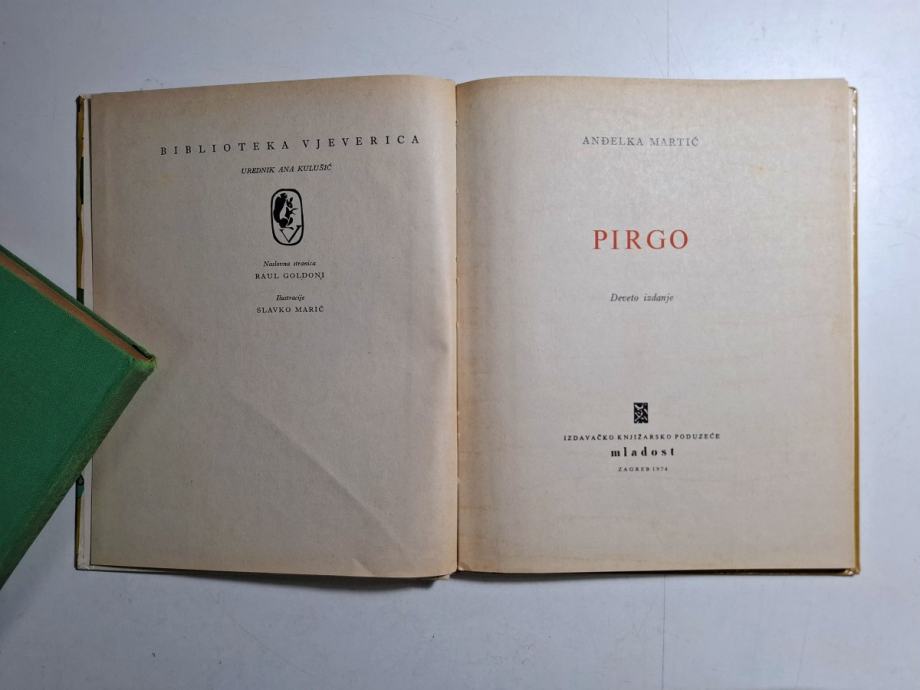 BIBLIOTEKA VJEVERICA
UREDNIK ANA KULUŠIĆ
V
Naslovna stranica
RAUL GOLDONI
Ilustracije
SLAVKO MARIĆ
ANĐELKA MARTIĆ
PIRGO
Deveto izdanje
IZDAVAČKO KNJIŽARSKO PODUZEĆE
mladost
ZAGREB 1974